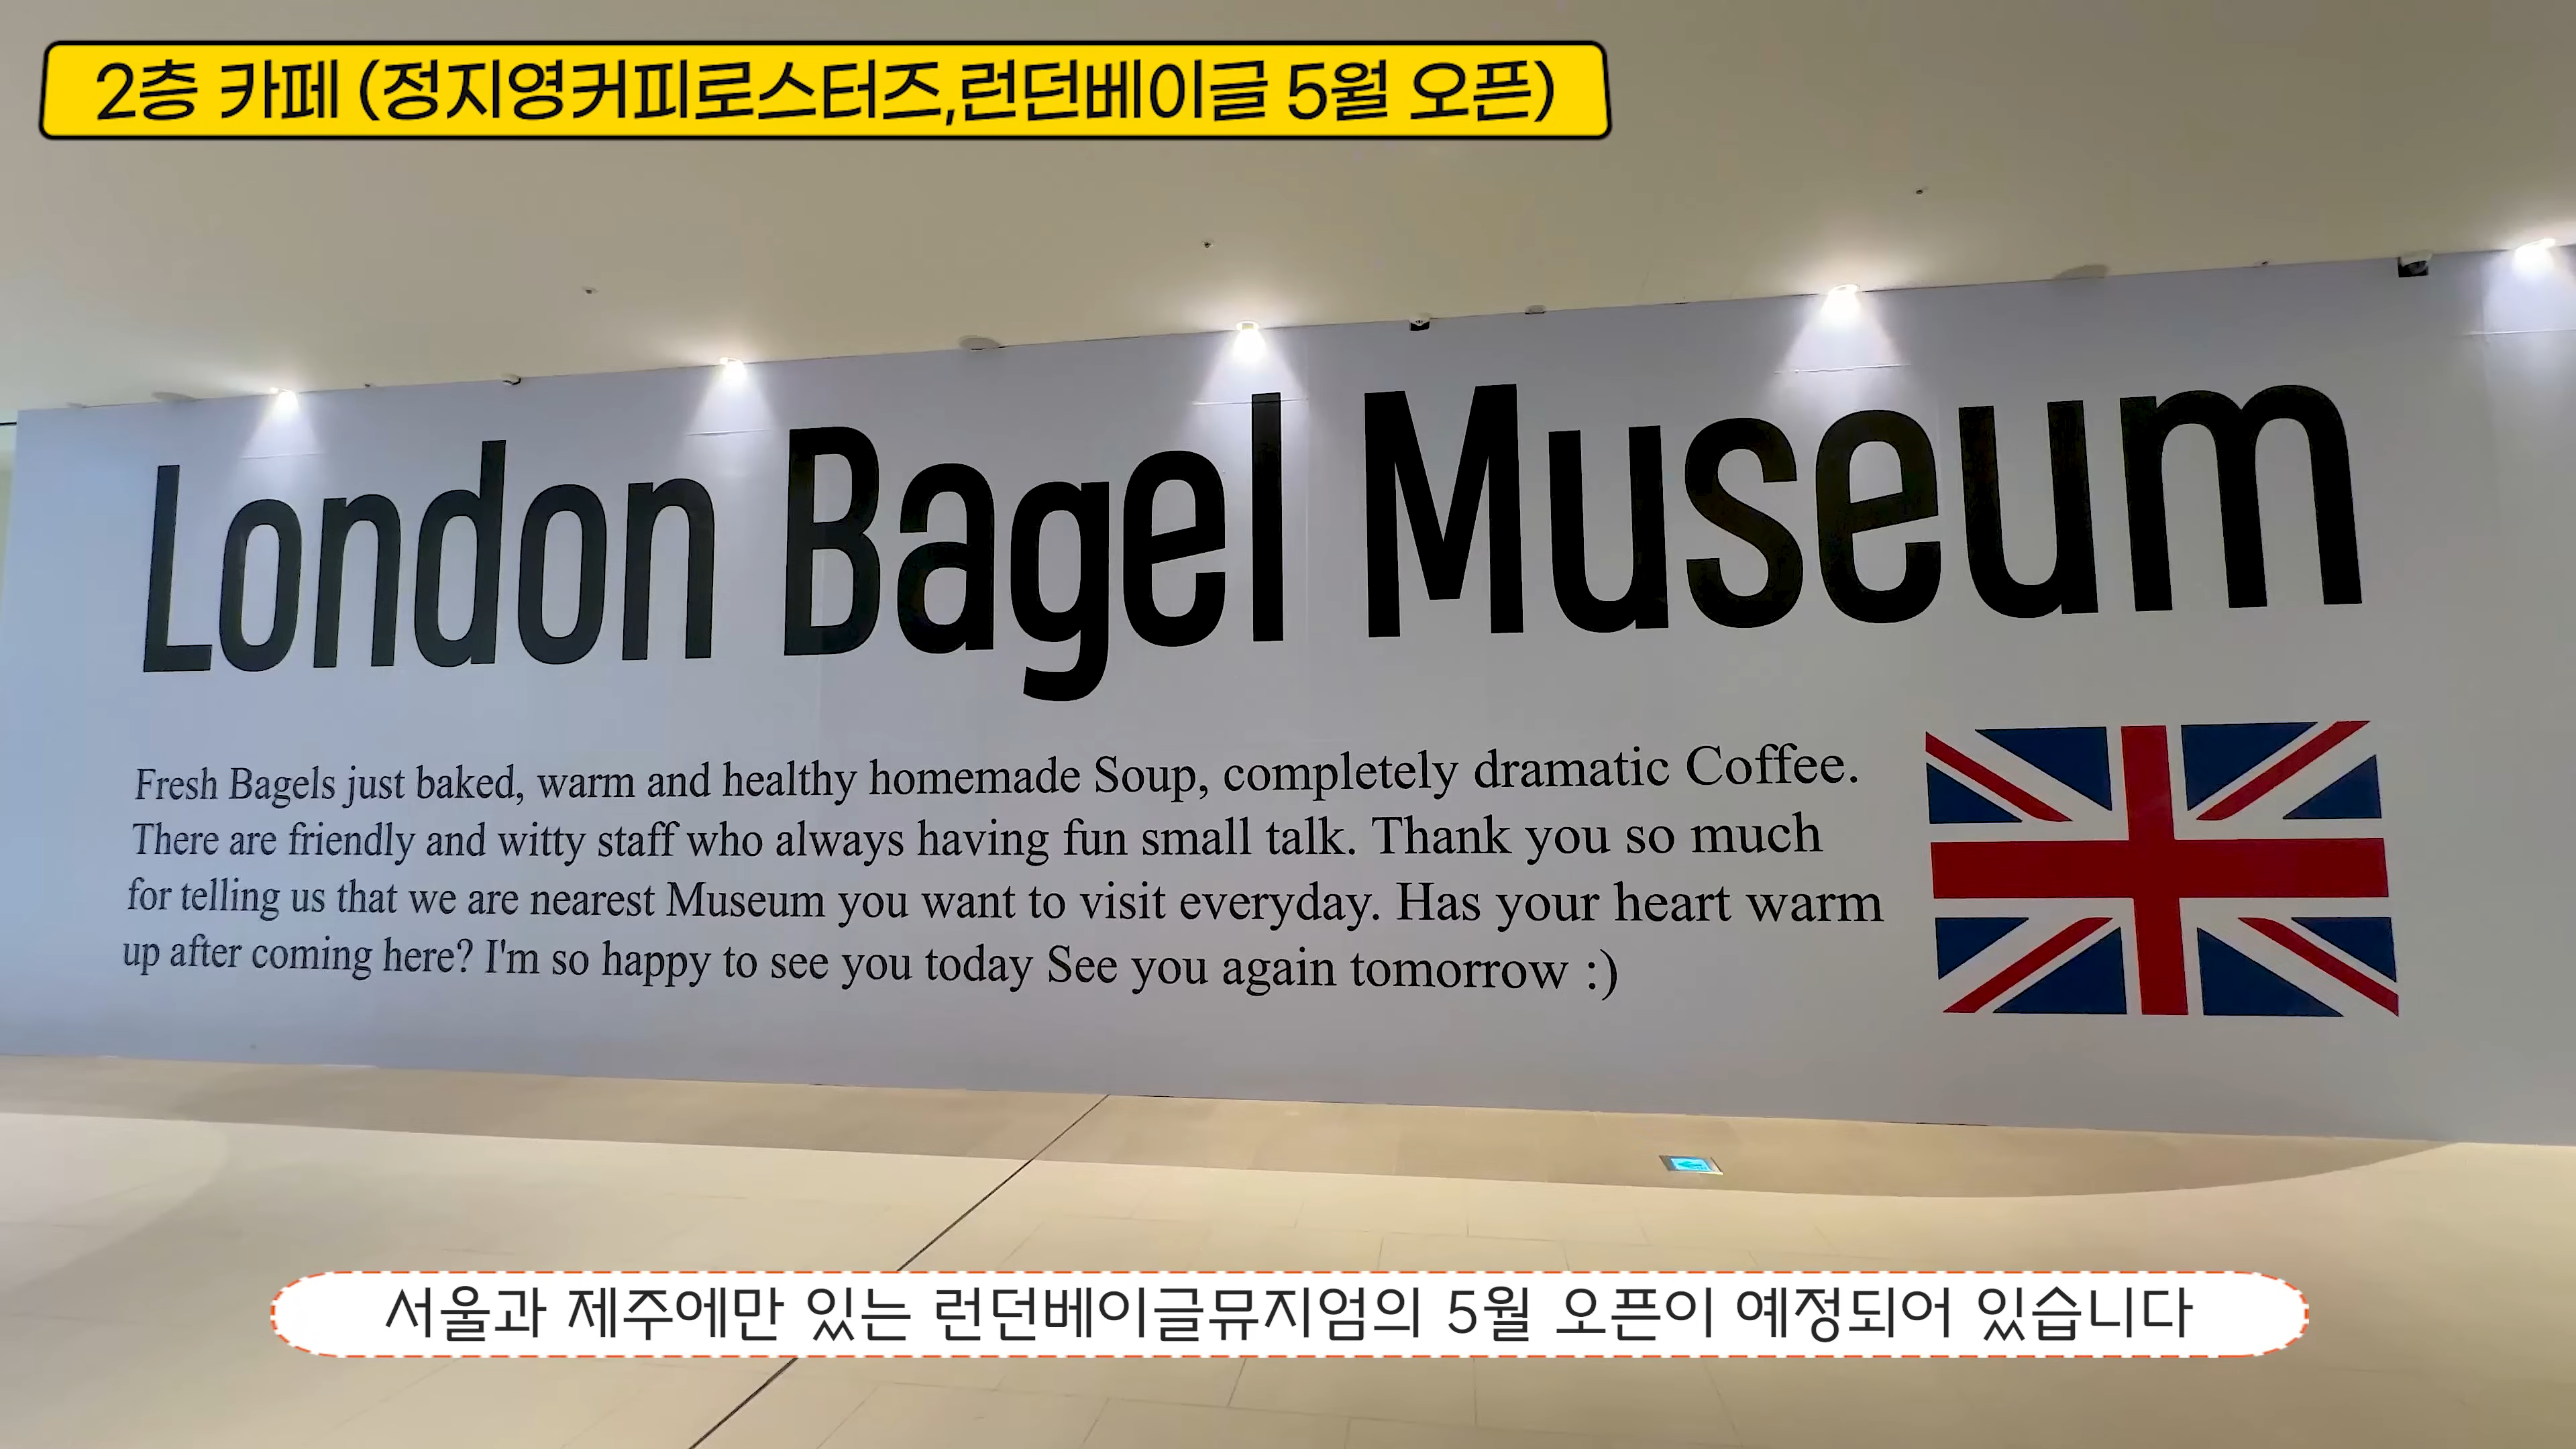 2층 카페 (정지영커피로스터즈,런던베이글 5월 오픈)
London Bagel Museum
Fresh Bagels just baked, warm and healthy homemade Soup, completely dramatic Coffee.
There are friendly and witty staff who always having fun small talk. Thank you so much
for telling us that we are nearest Museum you want to visit everyday. Has your heart warm
up after coming here? I'm so happy to see you today See you again tomorrow :)
서울과 제주에만 있는 런던베이글뮤지엄의 5월 오픈이 예정되어 있습니다